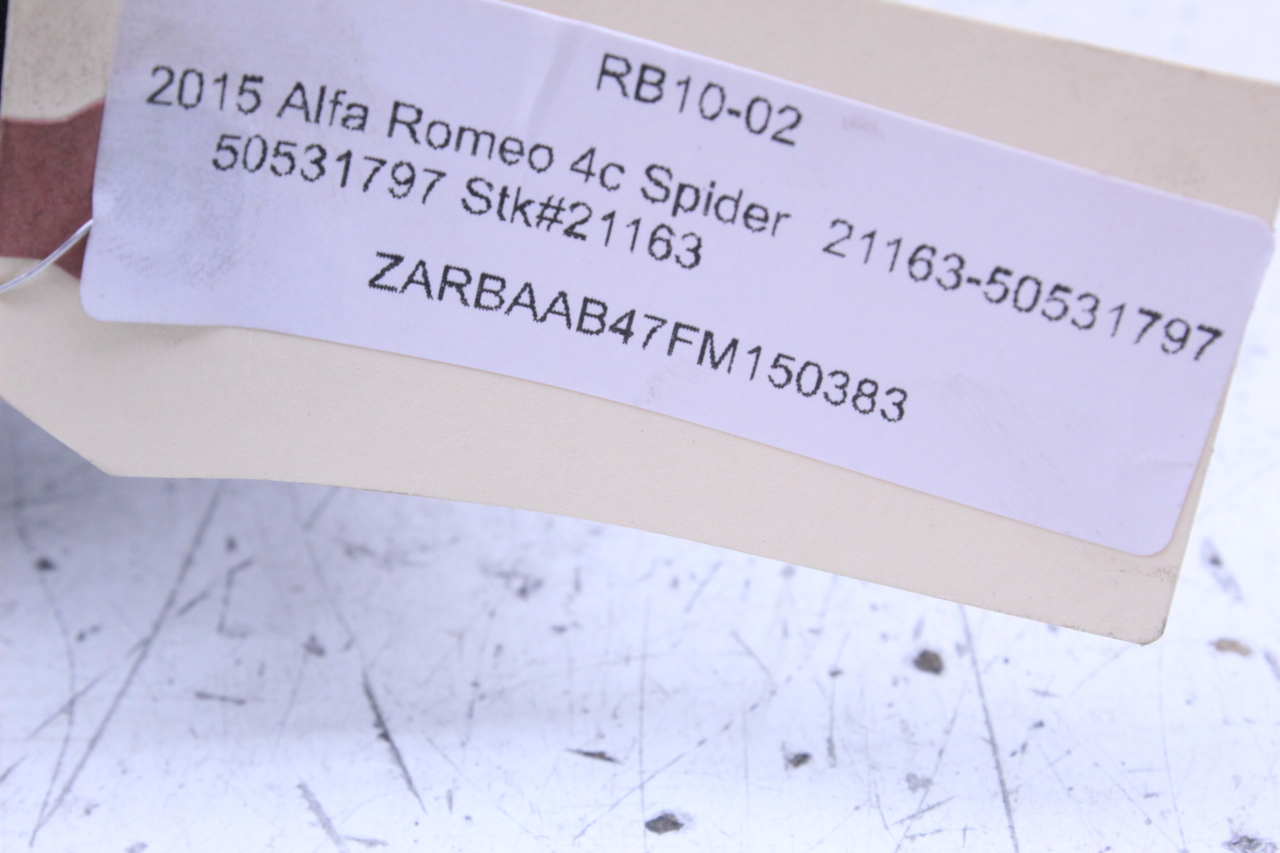 RB10-02
2015 Alfa Romeo 4c Spider 21163-50531797
50531797 Stk#21163
ZARBAAB47FM150383